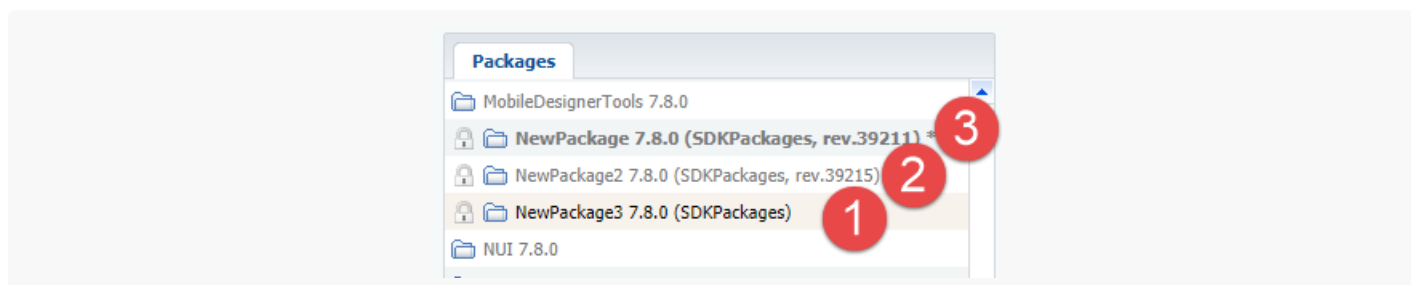 Packages
MobileDesignerTools 7.8.0
NewPackage 7.8.0 (SDKPackages, rev.39211) * 3
NewPackage2 7.8.0 (SDKPackages, rev.39215) 2
NewPackage3 7.8.0 (SDKPackages) 1
NUI 7.8.0